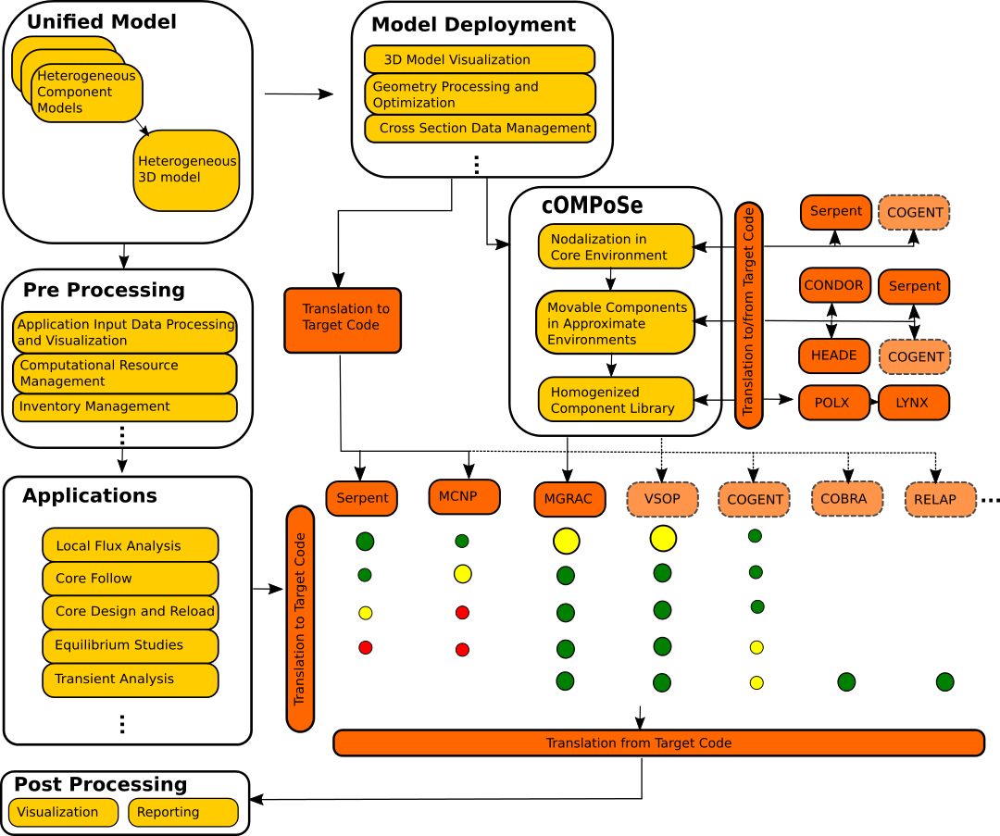 Unified Model
Heterogeneous
Component
Models
Heterogeneous
3D model
Model Deployment
3D Model Visualization
Geometry Processing and
Optimization
Cross Section Data Management
...
Pre Processing
Application Input Data Processing
and Visualization
Computational Resource
Management
Inventory Management
...
Translation to
Target Code
cOMPoSe
Nodalization in
Core Environment
Movable Components
in Approximate
Environments
Homogenized
Component Library
Translation to/from Target Code
Serpent
COGENT
CONDOR
Serpent
HEADE
COGENT
POLX
LYNX
Applications
Local Flux Analysis
Core Follow
Core Design and Reload
Equilibrium Studies
Transient Analysis
...
Translation to Target Code
Serpent
MCNP
MGRAC
VSOP
COGENT
COBRA
RELAP
...
Translation from Target Code
Post Processing
Visualization
Reporting